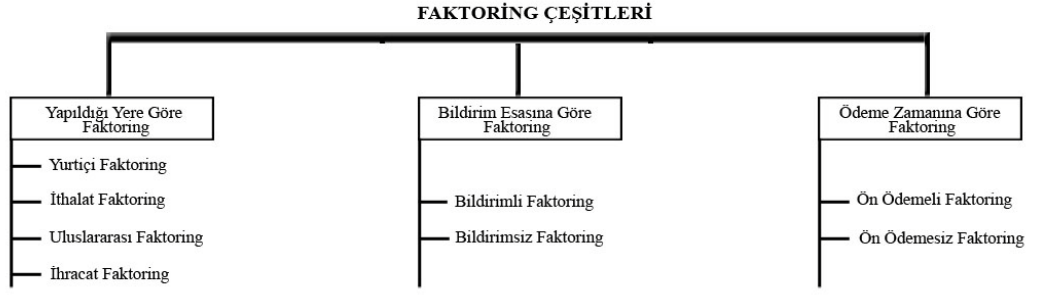 FAKTORİNG ÇEŞİTLERİ
Yapıldığı Yere Göre
Faktoring
Yurtiçi Faktoring
İthalat Faktoring
Uluslararası Faktoring
İhracat Faktoring
Bildirim Esasına Göre
Faktoring
Bildirimli Faktoring
Bildirimsiz Faktoring
Ödeme Zamanına Göre
Faktoring
Ön Ödemeli Faktoring
Ön Ödemesiz Faktoring